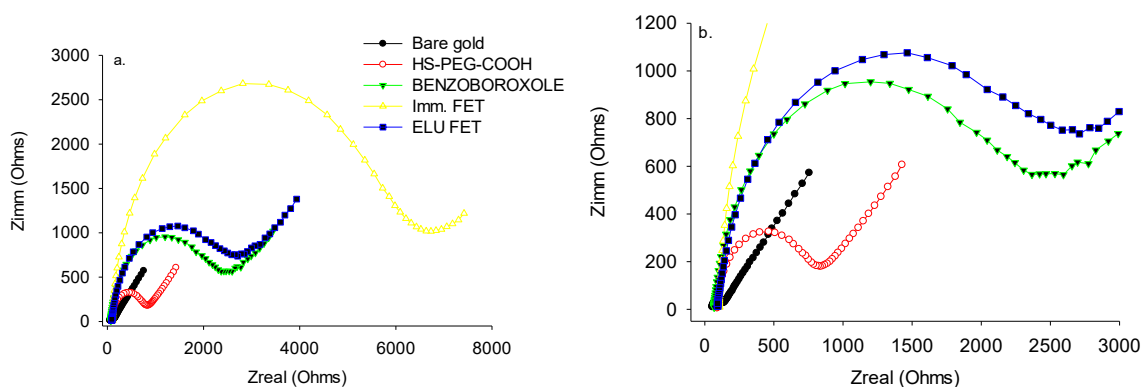 a.
Bare gold
HS-PEG-COOH
BENZOBOROXOLE
Imm. FET
ELU FET
3000
2500
2000
1500
1000
500
0
Zimm (Ohms)
0 2000 4000 6000 8000
Zreal (Ohms)
b.
1200
1000
800
600
400
200
0
Zimm (Ohms)
0 500 1000 1500 2000 2500 3000
Zreal (Ohms)